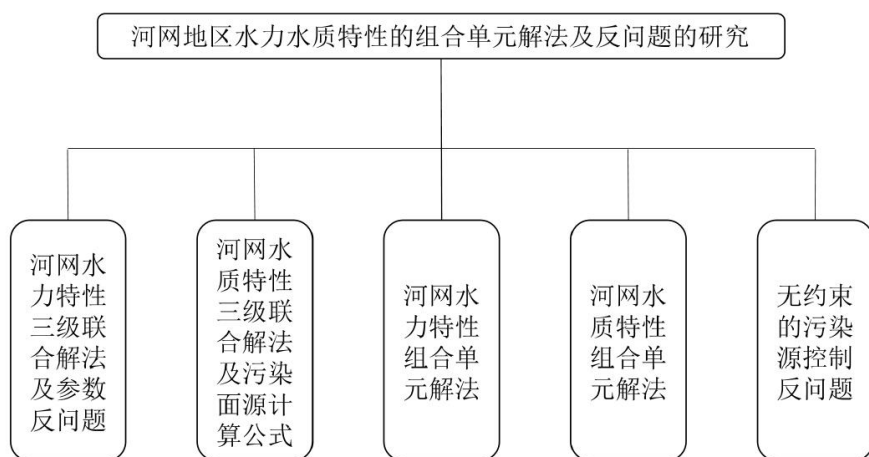 河网地区水力水质特性的组合单元解法及反问题的研究
河网水
力特性
三级联
合解法
及参数
反问题
河网水
质特性
三级联
合解法
及污染
面源计
算公式
河网水
力特性
组合单
元解法
河网水
质特性
组合单
元解法
无约束
的污染
源控制
反问题